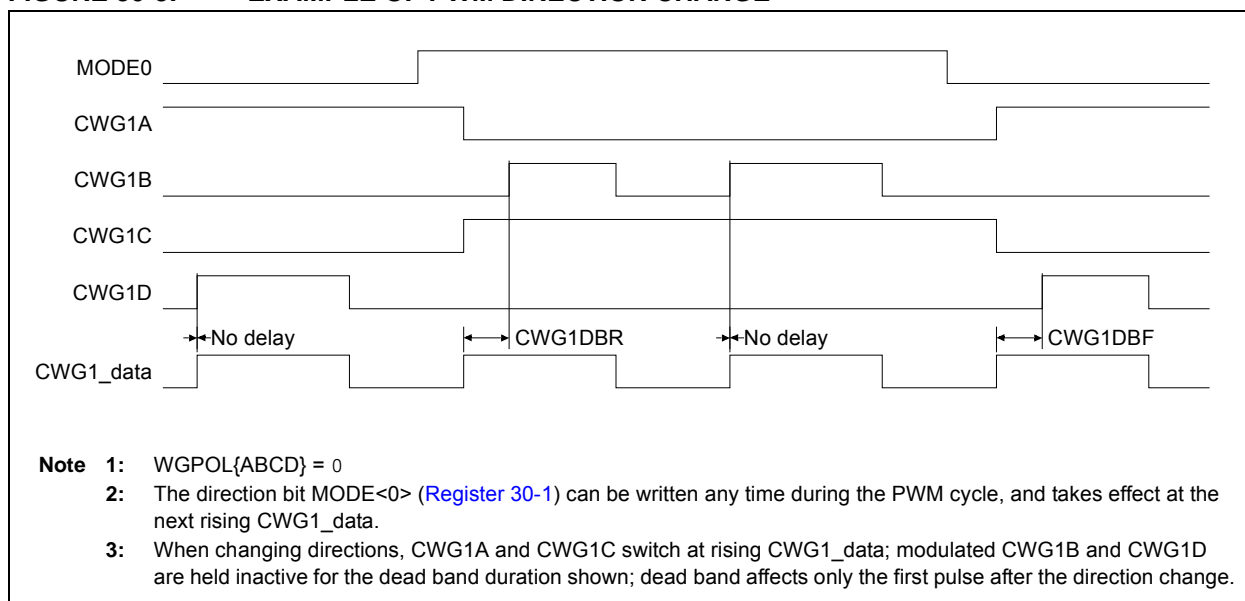 MODE0
CWG1A
CWG1B
CWG1C
CWG1D
No delay
CWG1DBR
No delay
CWG1DBF
CWG1_data
Note 1: WGPOL{ABCD} = 0
2: The direction bit MODE<0> (Register 30-1) can be written any time during the PWM cycle, and takes effect at the
next rising CWG1_data.
3: When changing directions, CWG1A and CWG1C switch at rising CWG1_data; modulated CWG1B and CWG1D
are held inactive for the dead band duration shown; dead band affects only the first pulse after the direction change.